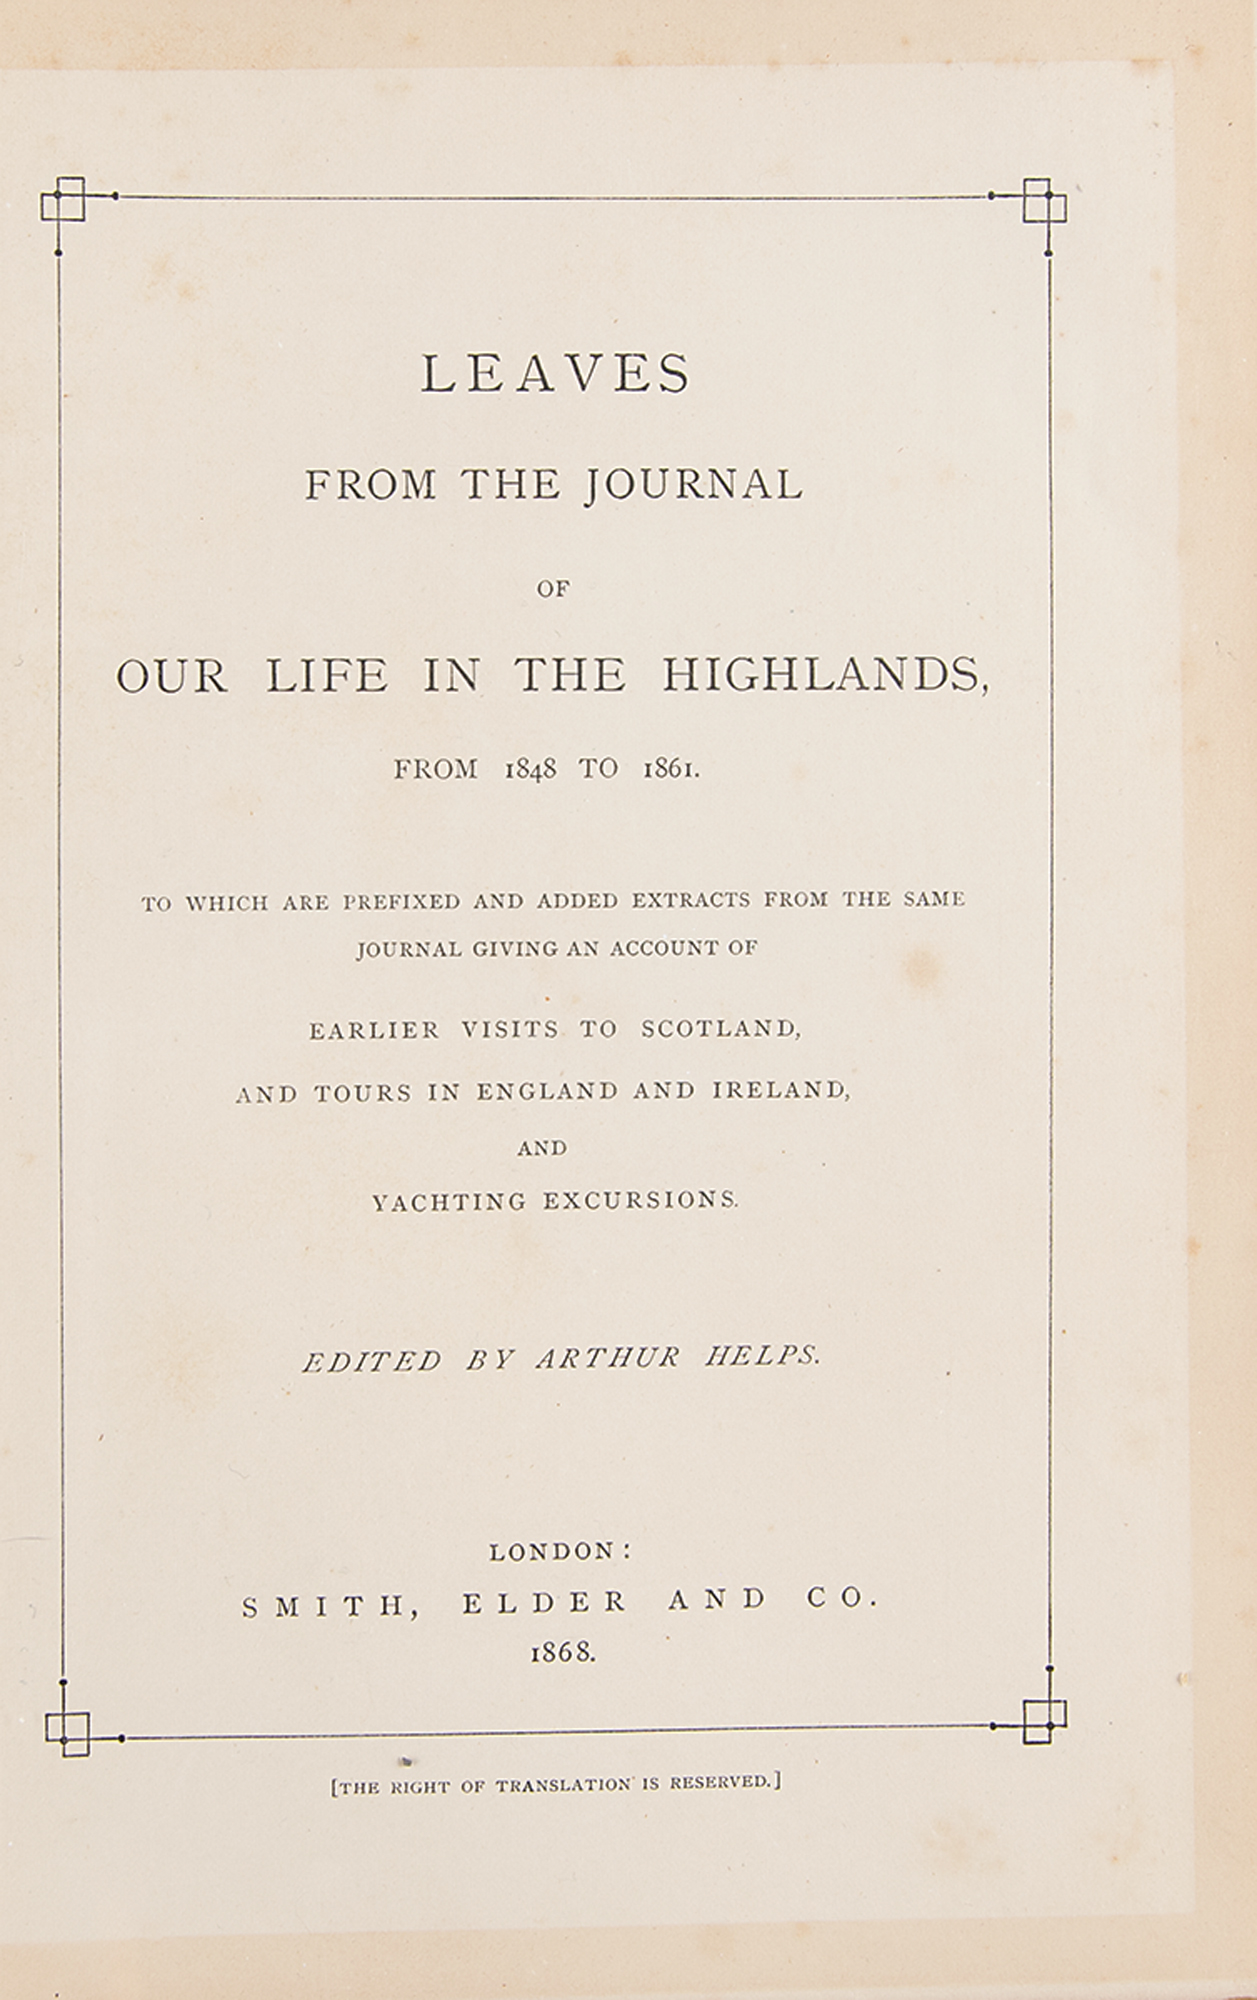 LEAVES
FROM THE JOURNAL
OF
OUR LIFE IN THE HIGHLANDS,
FROM 1848 TO 1861.
TO WHICH ARE PREFIXED AND ADDED EXTRACTS FROM THE SAME
JOURNAL GIVING AN ACCOUNT OF
EARLIER VISITS TO SCOTLAND,
AND TOURS IN ENGLAND AND IRELAND,
AND
YACHTING EXCURSIONS.
EDITED BY ARTHUR HELPS.
LONDON:
SMITH, ELDER AND CO.
1868.
[THE RIGHT OF TRANSLATION IS RESERVED.]